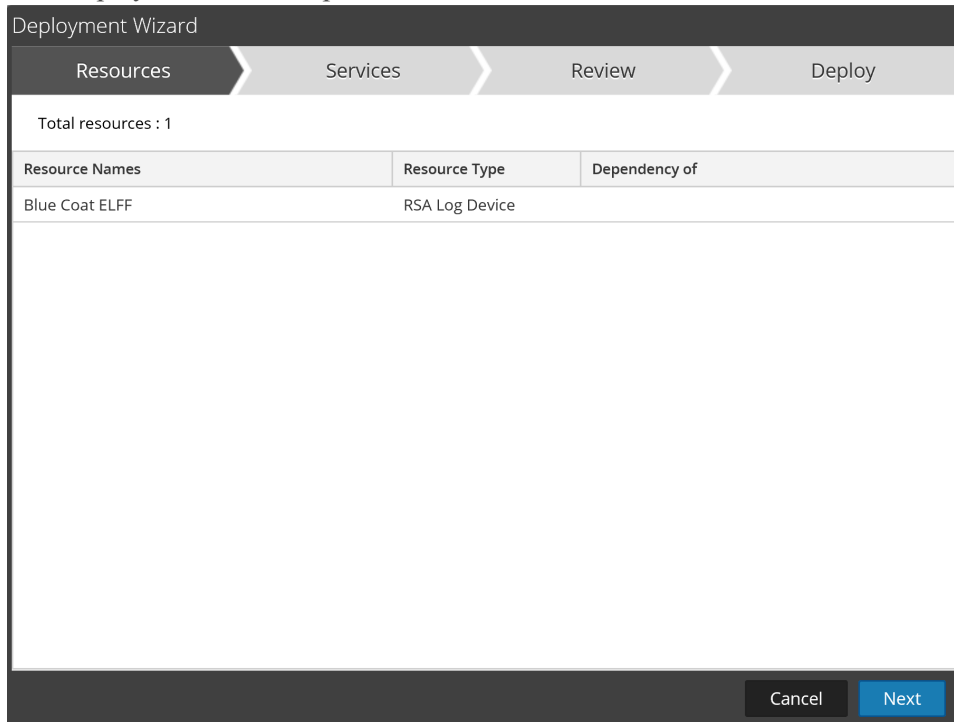 Deployment Wizard
Resources Services Review Deploy
Total resources : 1
Resource Names Resource Type Dependency of
Blue Coat ELFF RSA Log Device
Cancel Next